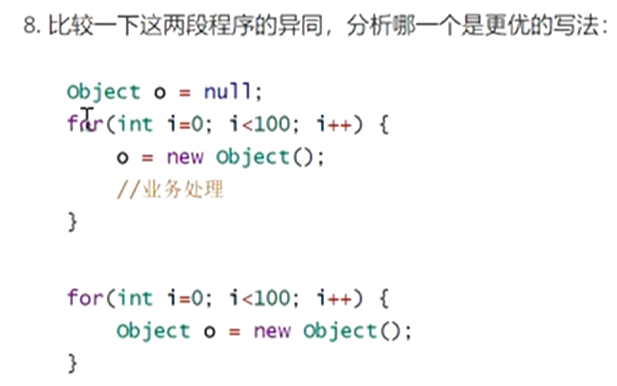 8. 比较一下这两段程序的异同，分析哪一个是更优的写法：
Object o = null;
for(int i=0; i<100; i++) {
o = new Object();
//业务处理
}
for(int i=0; i<100; i++) {
Object o = new Object();
}